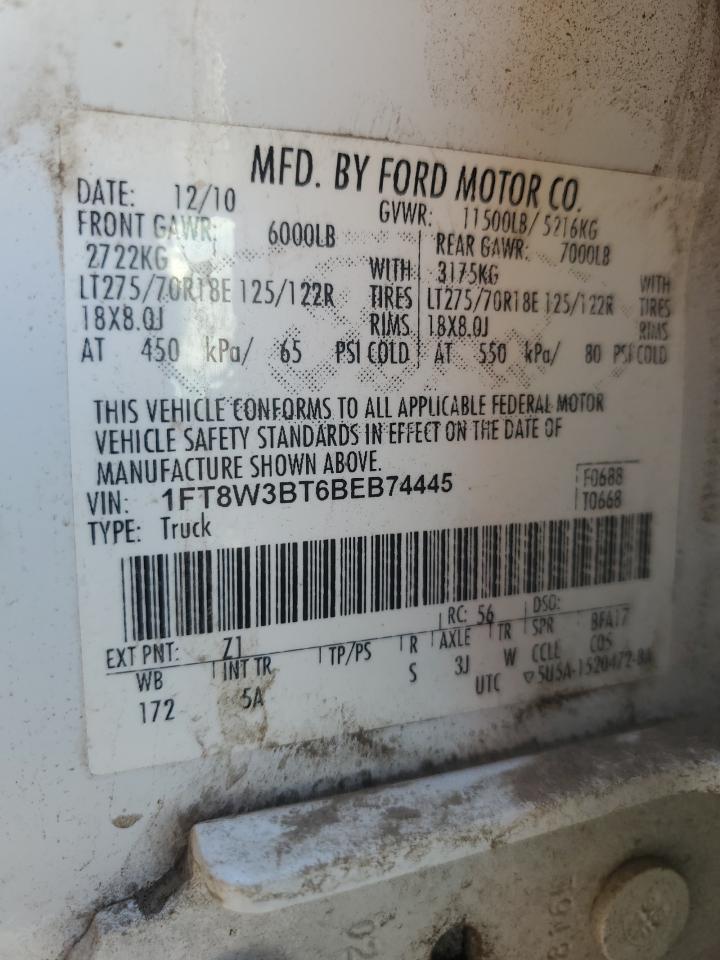 MFD. BY FORD MOTOR CO.
DATE: 12/10 GVWR: 11500LB/ 5216KG
FRONT GAWR: 6000LB REAR GAWR: 7000LB
2722KG WITH 3175KG WITH
LT275/70R18E 125/122R TIRES LT275/70R18E 125/122R TIRES
18X8.0J RIMS 18X8.0J RIMS
AT 450 kPa/ 65 PSI COLD AT 550 kPa/ 80 PSI COLD
THIS VEHICLE CONFORMS TO ALL APPLICABLE FEDERAL MOTOR
VEHICLE SAFETY STANDARDS IN EFFECT ON THE DATE OF
MANUFACTURE SHOWN ABOVE.
VIN: 1FT8W3BT6BEB74445 F0688
TYPE: Truck T0668
EXT PNT: Z1 RC: 56 DSO:
WB INT TR TP/PS R AXLE TR SPR BFA17
172 5A S 3J W CCLE COS
UTC ▽5U5A-1520472-BA